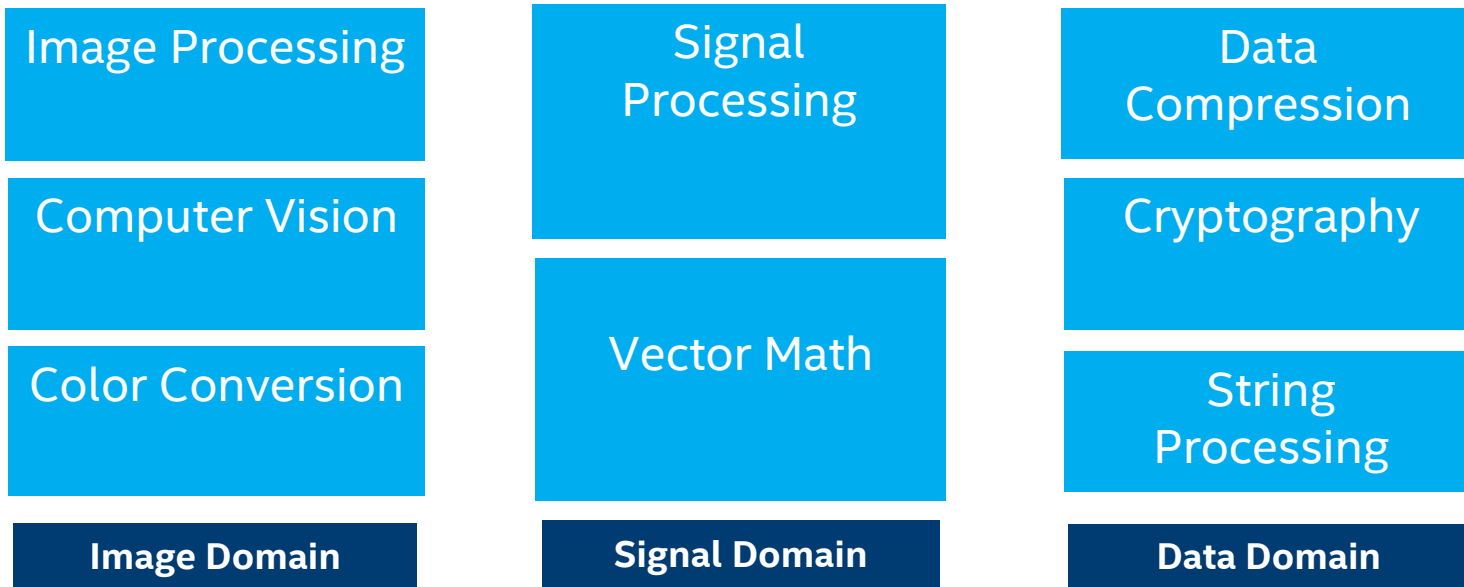 Image Processing
Computer Vision
Color Conversion
Image Domain
Signal
Processing
Vector Math
Signal Domain
Data
Compression
Cryptography
String
Processing
Data Domain